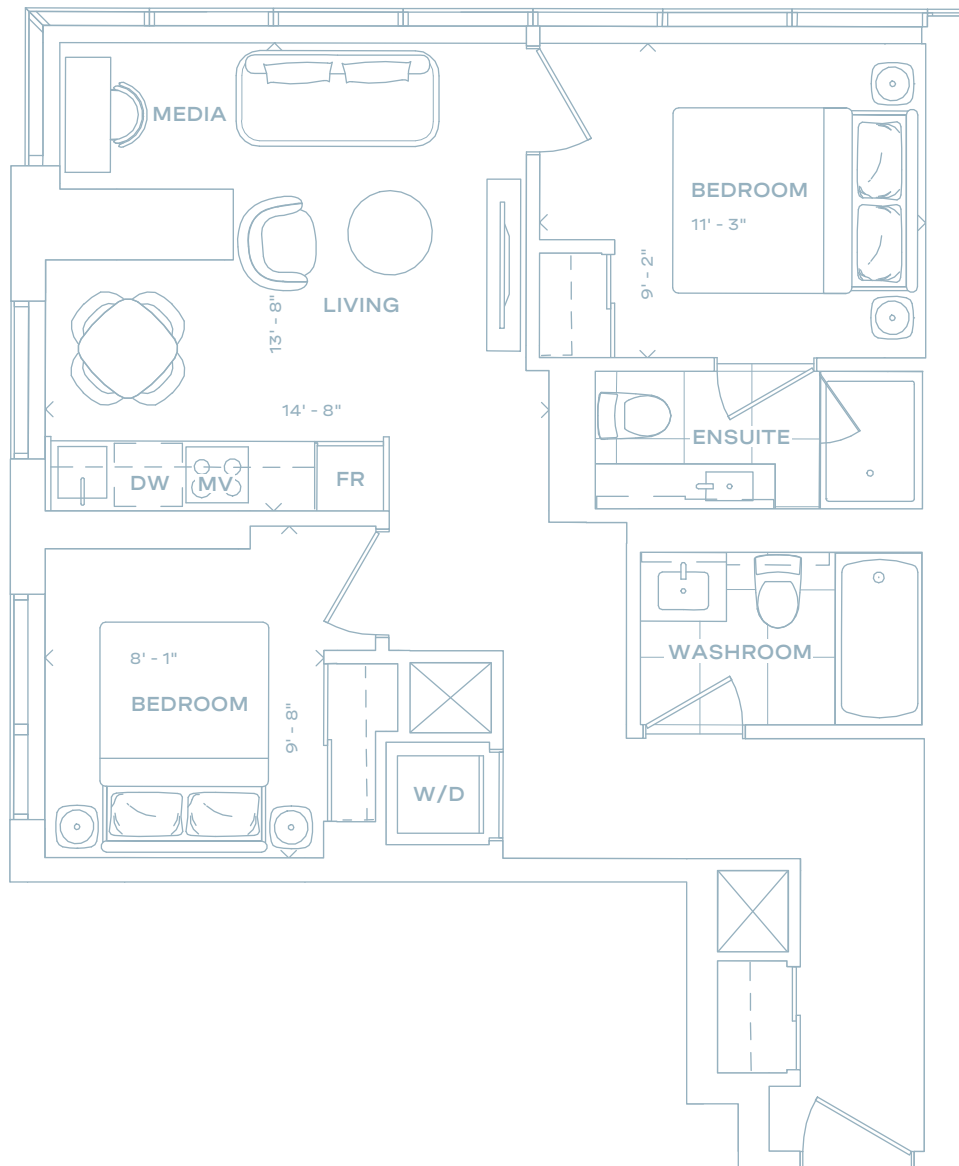 MEDIA
BEDROOM
11' - 3"
9' - 2"
LIVING
13' - 8"
14' - 8"
ENSUITE
DW
MV
FR
WASHROOM
8' - 1"
BEDROOM
9' - 8"
W/D